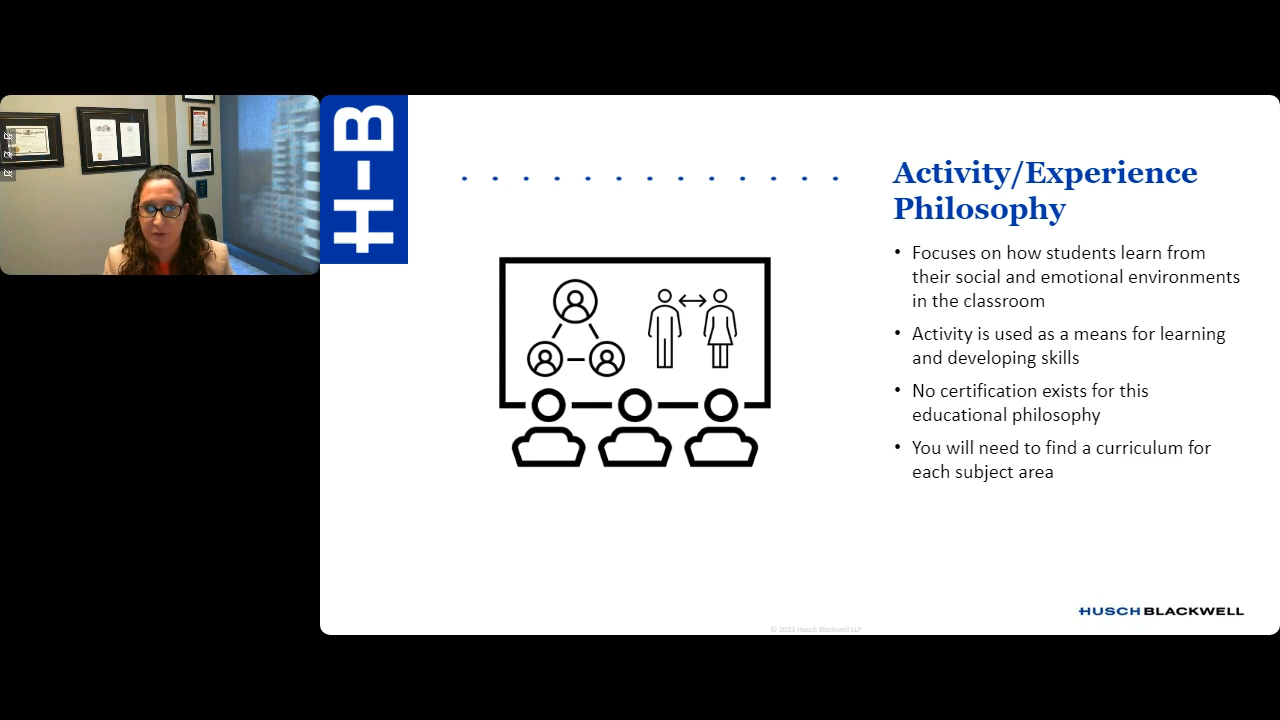 H-B
Activity/Experience
Philosophy
• Focuses on how students learn from
their social and emotional environments
in the classroom
• Activity is used as a means for learning
and developing skills
• No certification exists for this
educational philosophy
• You will need to find a curriculum for
each subject area
HUSCH BLACKWELL
© 2023 Husch Blackwell LLP